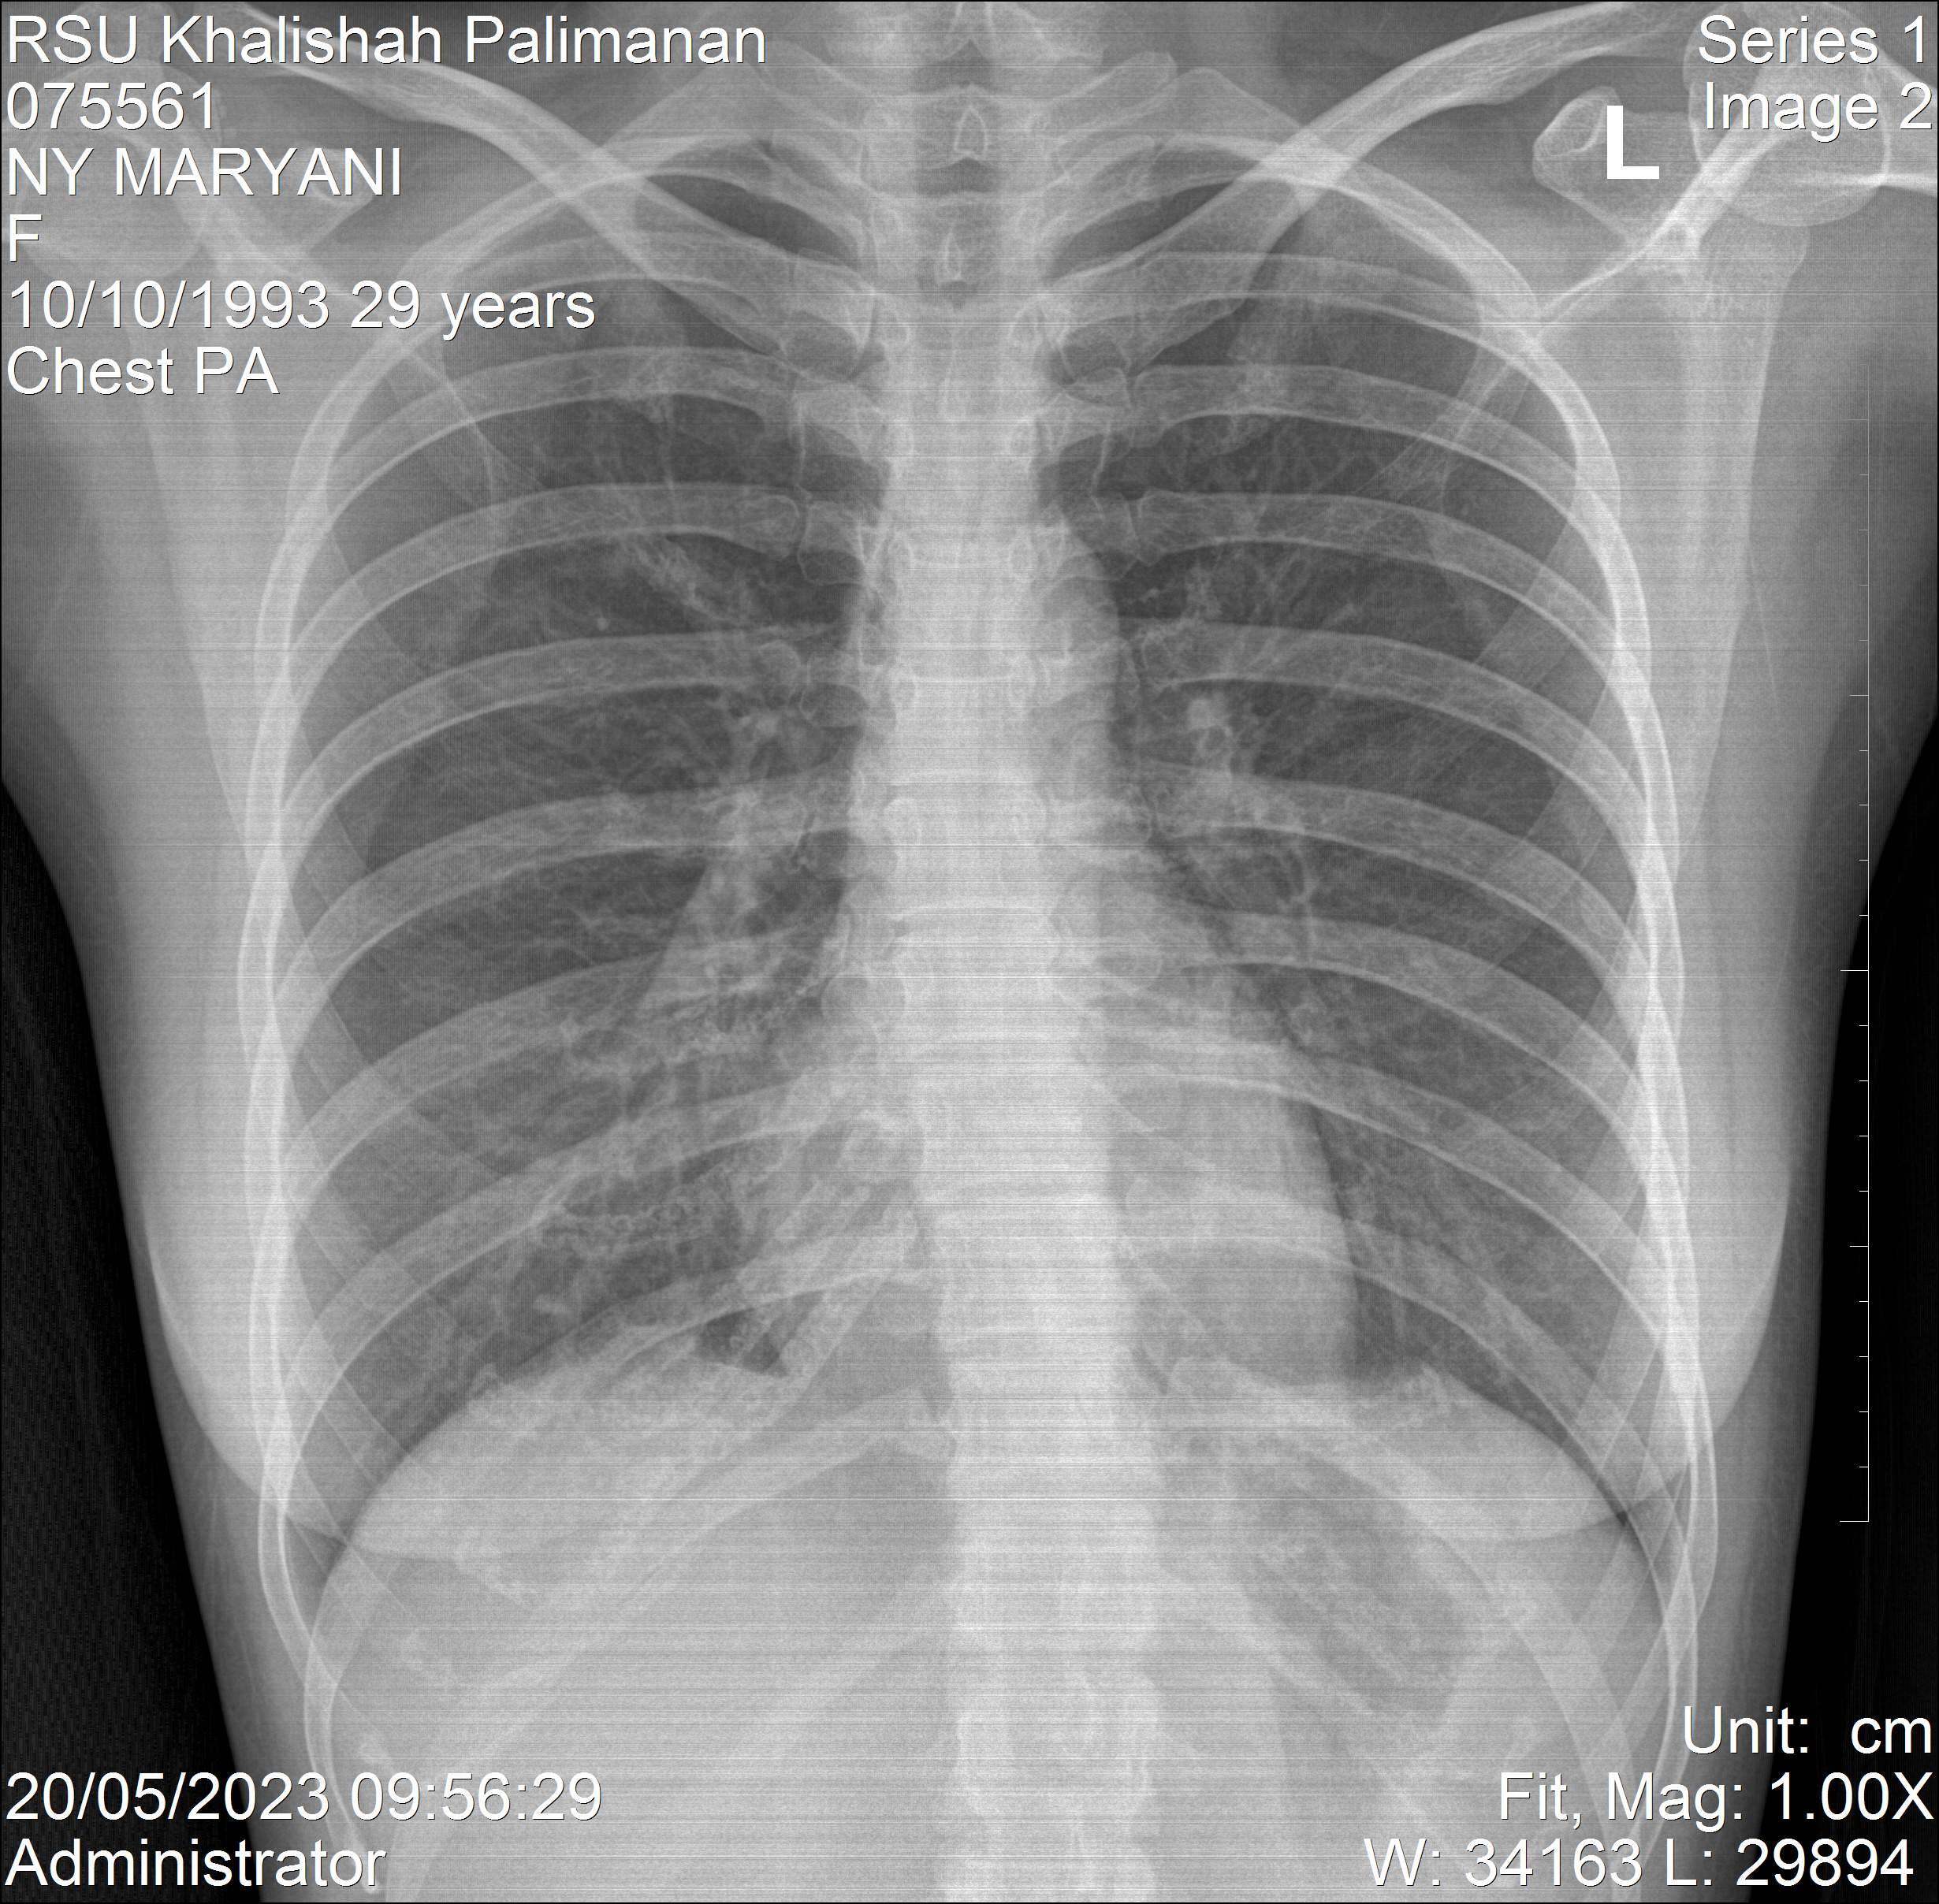 RSU Khalishah Palimanan
075561
NY MARYANI
F
10/10/1993 29 years
Chest PA
Series 1
Image 2
L
20/05/2023 09:56:29
Administrator
Unit: cm
Fit, Mag: 1.00X
W: 34163 L: 29894